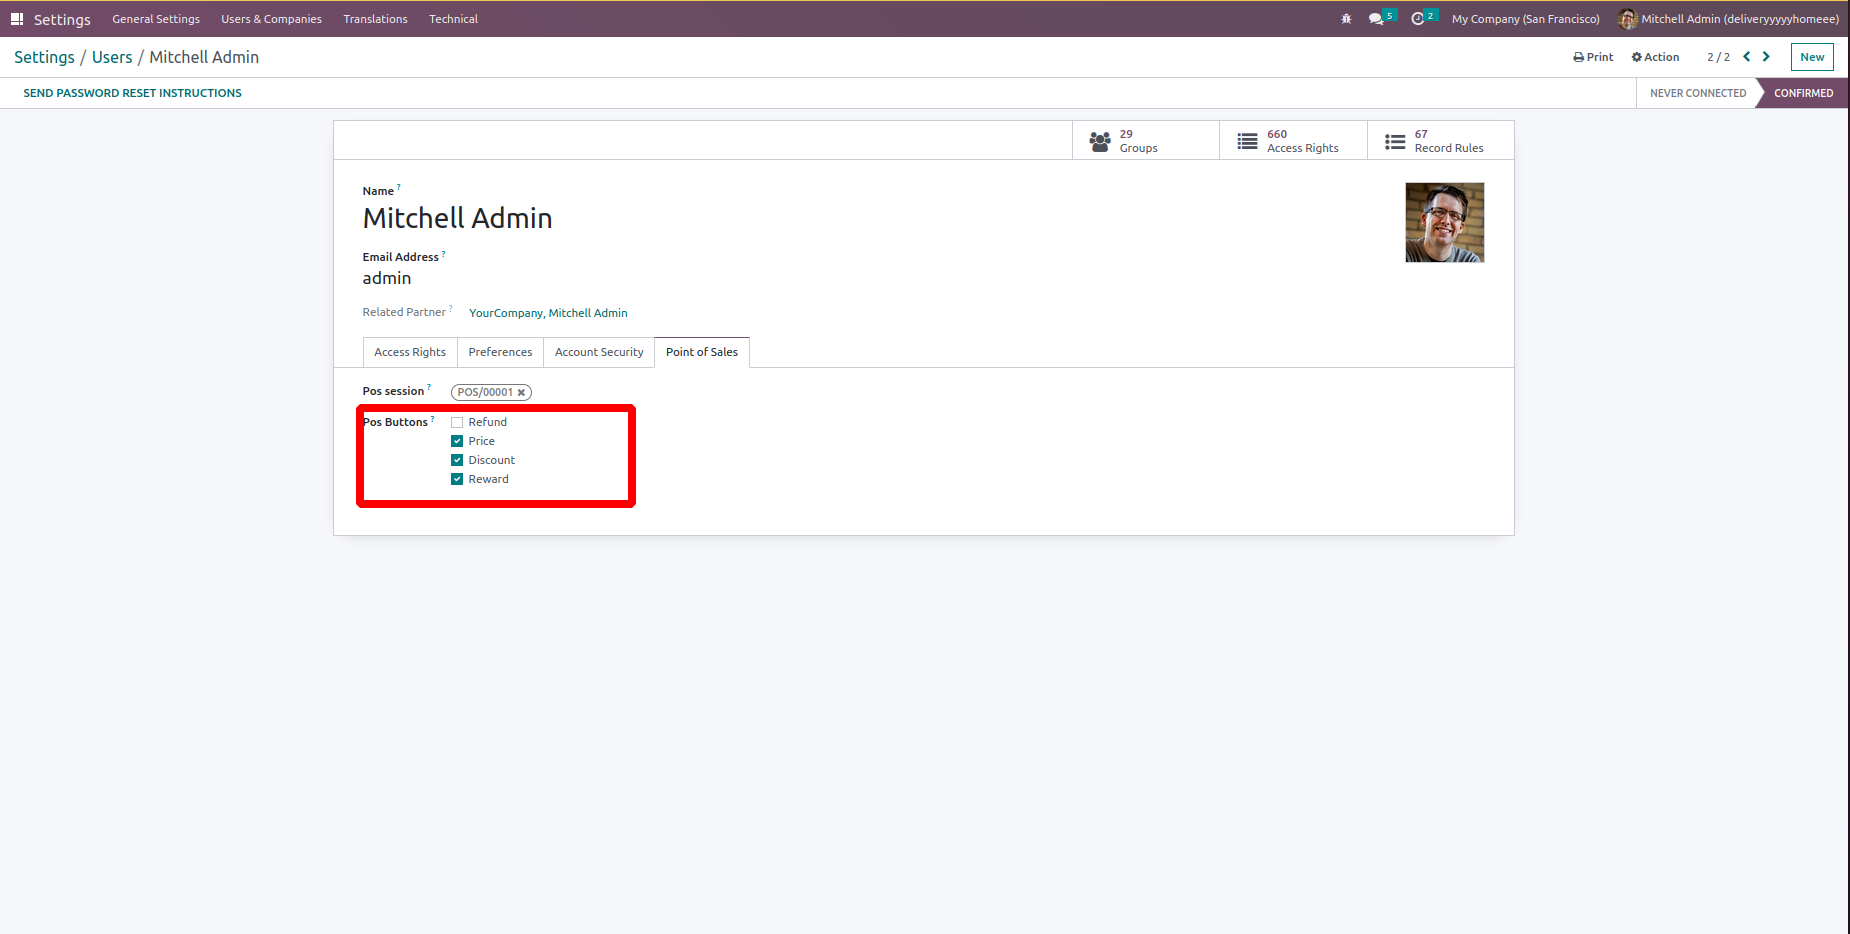 Settings General Settings Users & Companies Translations Technical 5 2 My Company (San Francisco) Mitchell Admin (deliveryyyyyhomeee)
Settings / Users / Mitchell Admin Print Action 2 / 2 New
SEND PASSWORD RESET INSTRUCTIONS NEVER CONNECTED CONFIRMED
29 Groups 660 Access Rights 67 Record Rules
Name ?
Mitchell Admin
Email Address ?
admin
Related Partner ? YourCompany, Mitchell Admin
Access Rights Preferences Account Security Point of Sales
Pos session ? POS/00001 ✖
Pos Buttons ? Refund
Price
Discount
Reward